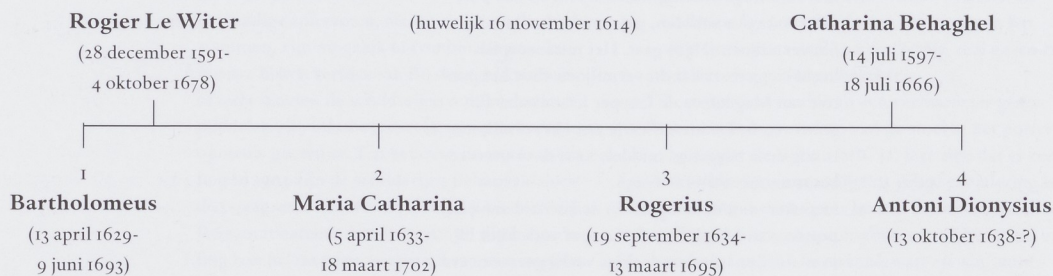 Rogier Le Witer
(28 december 1591-
4 oktober 1678)
(huwelijk 16 november 1614)
Catharina Behaghel
(14 juli 1597-
18 juli 1666)
1
Bartholomeus
(13 april 1629-
9 juni 1693)
2
Maria Catharina
(5 april 1633-
18 maart 1702)
3
Rogerius
(19 september 1634-
13 maart 1695)
4
Antoni Dionysius
(13 oktober 1638-?)